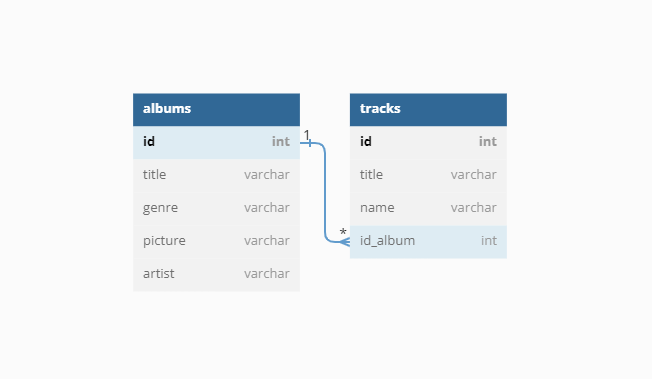 albums
id int
title varchar
genre varchar
picture varchar
artist varchar
1
*
tracks
id int
title varchar
name varchar
id_album int